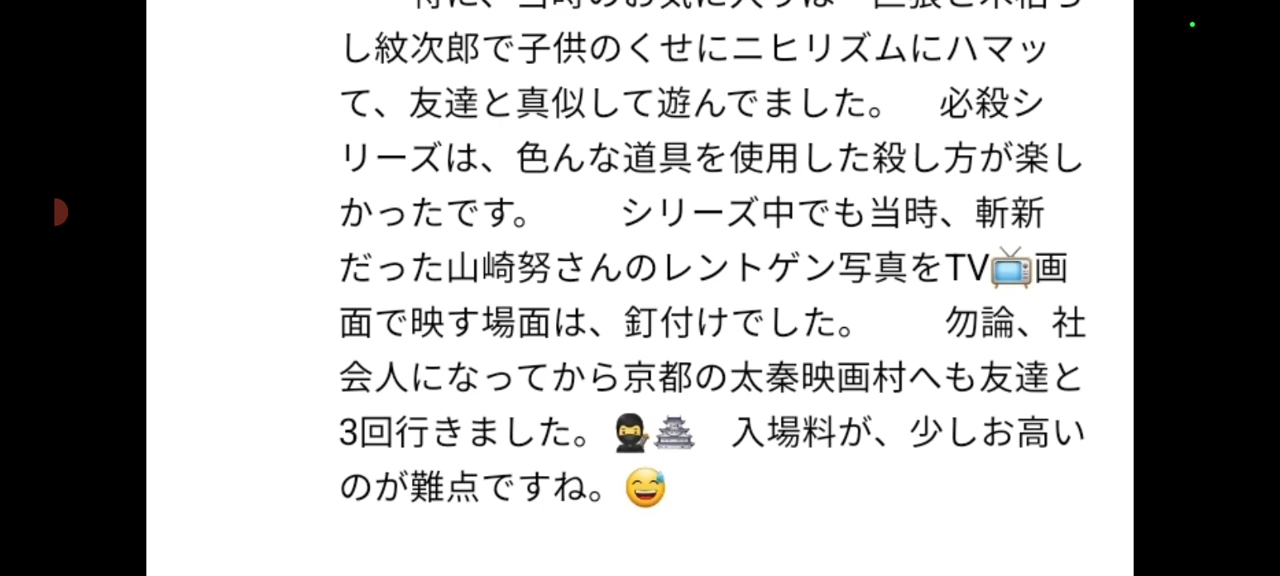 し紋次郎で子供のくせにニヒリズムにハマッ
て、友達と真似して遊んでました。　必殺シ
リーズは、色んな道具を使用した殺し方が楽し
かったです。　　シリーズ中でも当時、斬新
だった山崎努さんのレントゲン写真をTV📺画
面で映す場面は、釘付けでした。　　勿論、社
会人になってから京都の太秦映画村へも友達と
3回行きました。🥷🏯　入場料が、少しお高い
のが難点ですね。😅